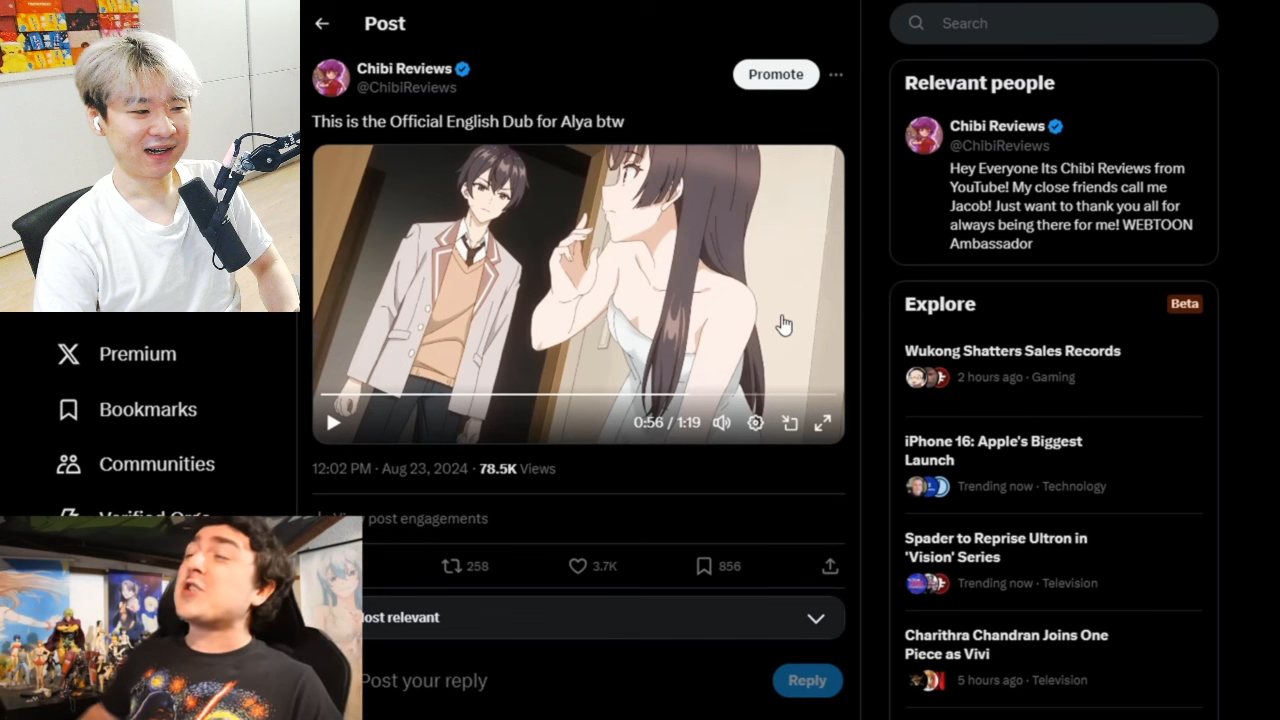 Post
Chibi Reviews
@ChibiReviews
Promote
This is the Official English Dub for Alya btw
0:56 / 1:19
12:02 PM · Aug 23, 2024 · 78.5K Views
post engagements
258
3.7K
856
ost relevant
Post your reply
Reply
Premium
Bookmarks
Communities
Search
Relevant people
Chibi Reviews
@ChibiReviews
Hey Everyone Its Chibi Reviews from
YouTube! My close friends call me
Jacob! Just want to thank you all for
always being there for me! WEBTOON
Ambassador
Explore
Beta
Wukong Shatters Sales Records
2 hours ago · Gaming
iPhone 16: Apple's Biggest
Launch
Trending now · Technology
Spader to Reprise Ultron in
'Vision' Series
Trending now · Television
Charithra Chandran Joins One
Piece as Vivi
5 hours ago · Television